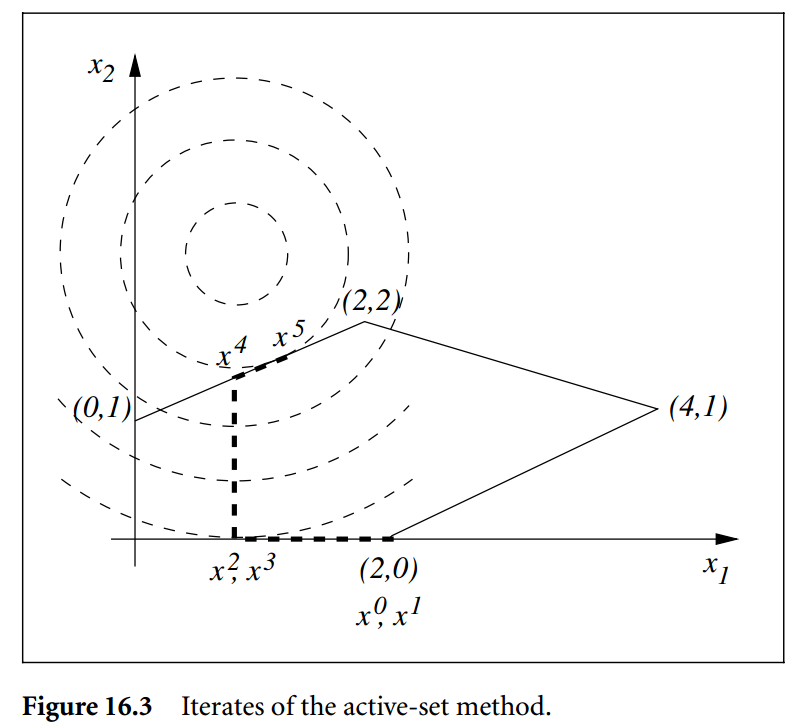 x2
(2,2)
x4 x5
(0,1)
(4,1)
x2, x3 (2,0) x1
x0, x1
Figure 16.3 Iterates of the active-set method.